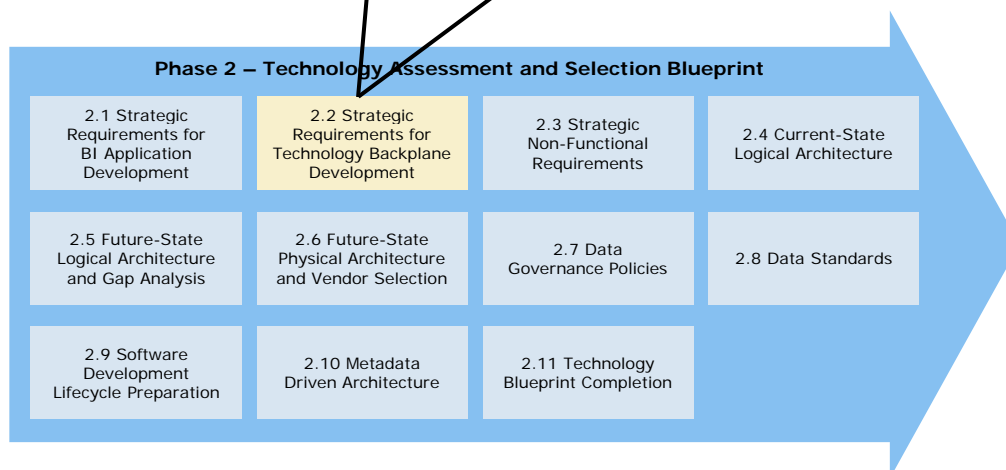 Phase 2 – Technology Assessment and Selection Blueprint
2.1 Strategic
Requirements for
BI Application
Development
2.2 Strategic
Requirements for
Technology Backplane
Development
2.3 Strategic
Non-Functional
Requirements
2.4 Current-State
Logical Architecture
2.5 Future-State
Logical Architecture
and Gap Analysis
2.6 Future-State
Physical Architecture
and Vendor Selection
2.7 Data
Governance Policies
2.8 Data Standards
2.9 Software
Development
Lifecycle Preparation
2.10 Metadata
Driven Architecture
2.11 Technology
Blueprint Completion